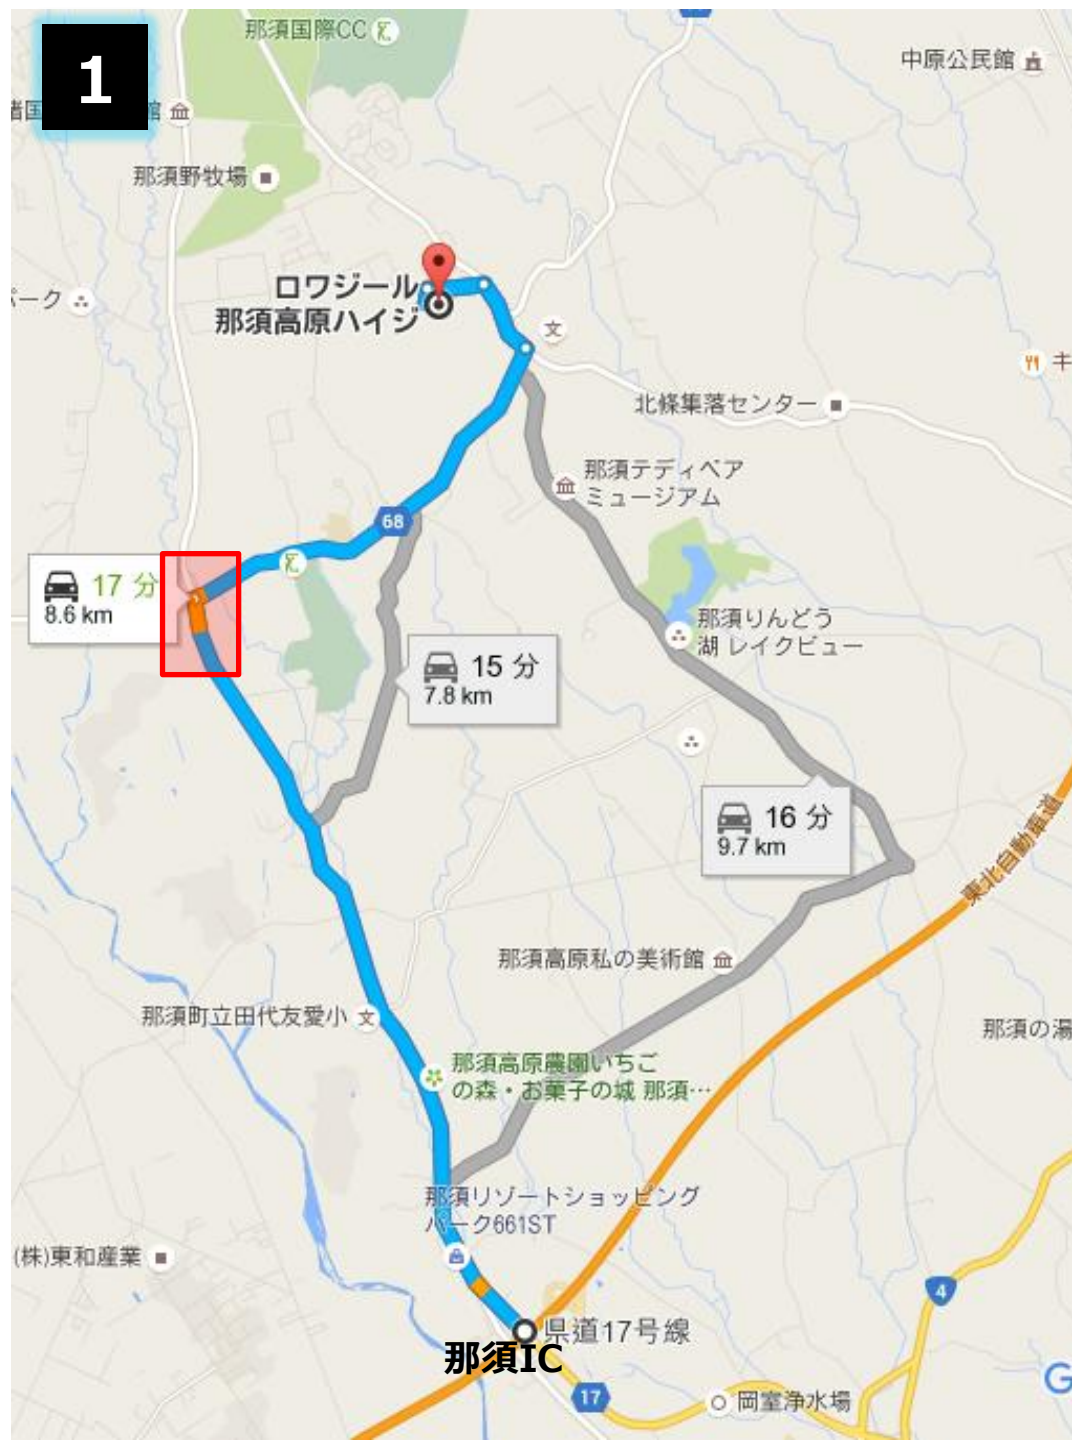 1
那須国際CC
中原公民館
館
那須野牧場
ーク
ロワジール
那須高原ハイジ
文
キ
北條集落センター
那須テディベア
ミュージアム
68
17 分
8.6 km
那須りんどう
湖 レイクビュー
15 分
7.8 km
16 分
9.7 km
東北自動車道
那須高原私の美術館
那須町立田代友愛小
文
那須の湯
那須高原農園いちご
の森・お菓子の城 那須…
那須リゾートショッピング
パーク661ST
(株)東和産業
4
県道17号線
那須IC
17
岡室浄水場
G